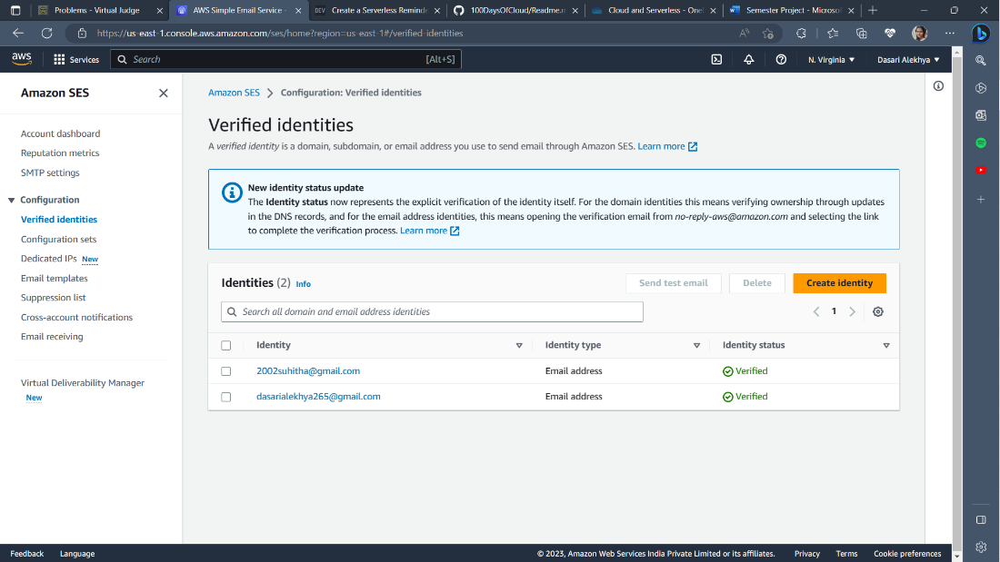 Problems - Virtual Judge
AWS Simple Email Service -
Create a Serverless Reminde
100DaysOfCloud/Readme.m
Cloud and Serverless - One
Semester Project - Microsof
https://us-east-1.console.aws.amazon.com/ses/home?region=us-east-1#/verified-identities
aws
Services
Search
[Alt+S]
N. Virginia
Dasari Alekhya
Amazon SES
Account dashboard
Reputation metrics
SMTP settings
Configuration
Verified identities
Configuration sets
Dedicated IPs New
Email templates
Suppression list
Cross-account notifications
Email receiving
Virtual Deliverability Manager
New
Amazon SES > Configuration: Verified identities
Verified identities
A verified identity is a domain, subdomain, or email address you use to send email through Amazon SES. Learn more
New identity status update
The Identity status now represents the explicit verification of the identity itself. For the domain identities this means verifying ownership through updates
in the DNS records, and for the email address identities, this means opening the verification email from no-reply-aws@amazon.com and selecting the link
to complete the verification process. Learn more
Identities (2) Info
Send test email
Delete
Create identity
Search all domain and email address identities
1
Identity Identity type Identity status
2002suhitha@gmail.com Email address Verified
dasarialekhya265@gmail.com Email address Verified
Feedback
Language
© 2023, Amazon Web Services India Private Limited or its affiliates.
Privacy
Terms
Cookie preferences